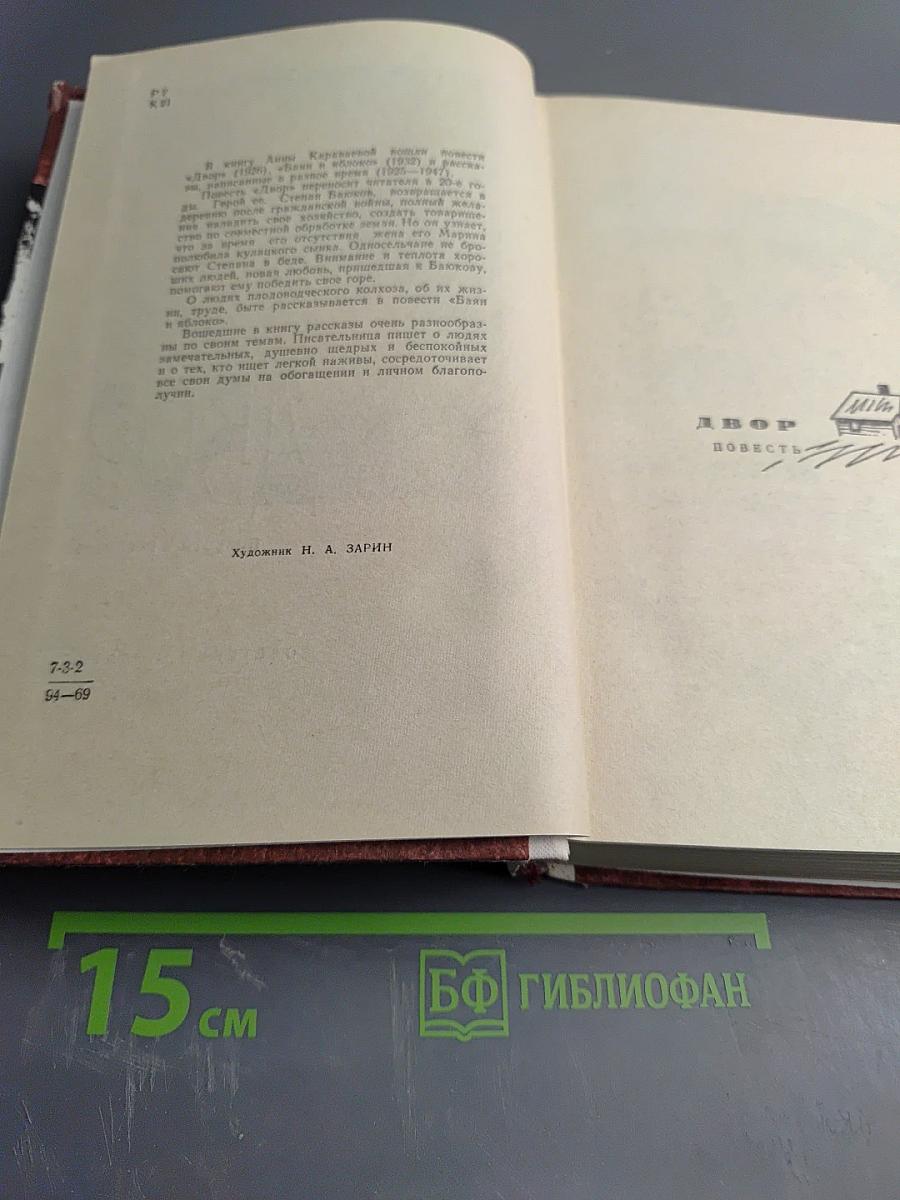 Р 2
К 21
В книгу Анны Караваевой вошли повести
«Двор» (1926), «Баян и яблоко» (1932) и расска-
зы, написанные в разное время (1925—1947).
Повесть «Двор» переносит читателя в 20-е го-
ды. Герой ее, Степан Баюков, возвращается в
деревню после гражданской войны, полный жела-
ние наладить свое хозяйство, создать товарище-
ство по совместной обработке земли. Но он узнает,
что за время его отсутствия жена его Марина
полюбила кулацкого сынка. Односельчане не бро-
сают Степана в беде. Внимание и теплота хоро-
ших людей, новая любовь, пришедшая к Баюкову,
помогают ему победить свое горе.
О людях плодоводческого колхоза, об их жиз-
ни, труде, быте рассказывается в повести «Баян
и яблоко».
Вошедшие в книгу рассказы очень разнообраз-
ны по своим темам. Писательница пишет о людях
замечательных, душевно щедрых и беспокойных
и о тех, кто ищет легкой наживы, сосредоточивает
все свои думы на обогащении и личном благопо-
лучии.
Художник Н. А. ЗАРИН
7-3-2
94—69
ДВОР
ПОВЕСТЬ
15 см
БФ ГИБЛИОФАН